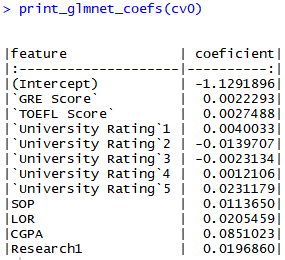 > print_glmnet_coefs(cv0)
|feature | coeficient|
|:--------------------|----------:|
|(Intercept) | -1.1291896|
|`GRE Score` | 0.0022293|
|`TOEFL Score` | 0.0027488|
|`University Rating`1 | 0.0040033|
|`University Rating`2 | -0.0139707|
|`University Rating`3 | -0.0023134|
|`University Rating`4 | 0.0012106|
|`University Rating`5 | 0.0231179|
|SOP | 0.0113650|
|LOR | 0.0205459|
|CGPA | 0.0851023|
|Research1 | 0.0196860|